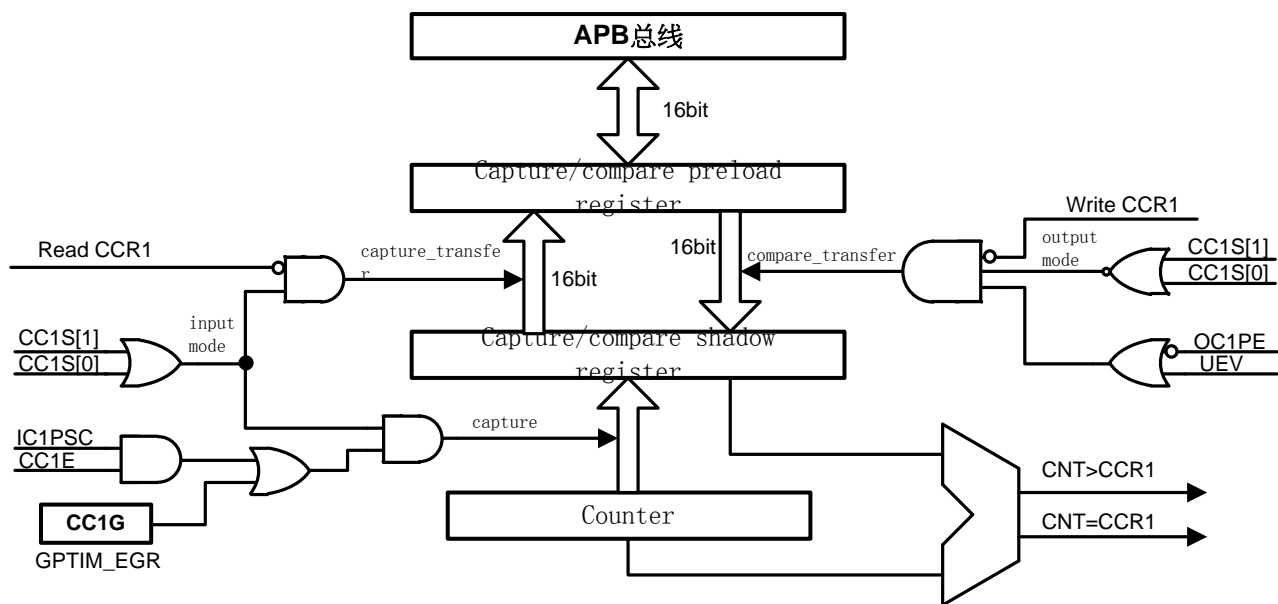 APB总线
16bit
Capture/compare preload
register
Write CCR1
Read CCR1
capture_transfe
r
16bit
16bit
compare_transfer
output
mode
CC1S[1]
CC1S[0]
CC1S[1]
CC1S[0]
input
mode
Capture/compare shadow
register
OC1PE
UEV
IC1PSC
CC1E
capture
CC1G
GPTIM_EGR
Counter
CNT>CCR1
CNT=CCR1